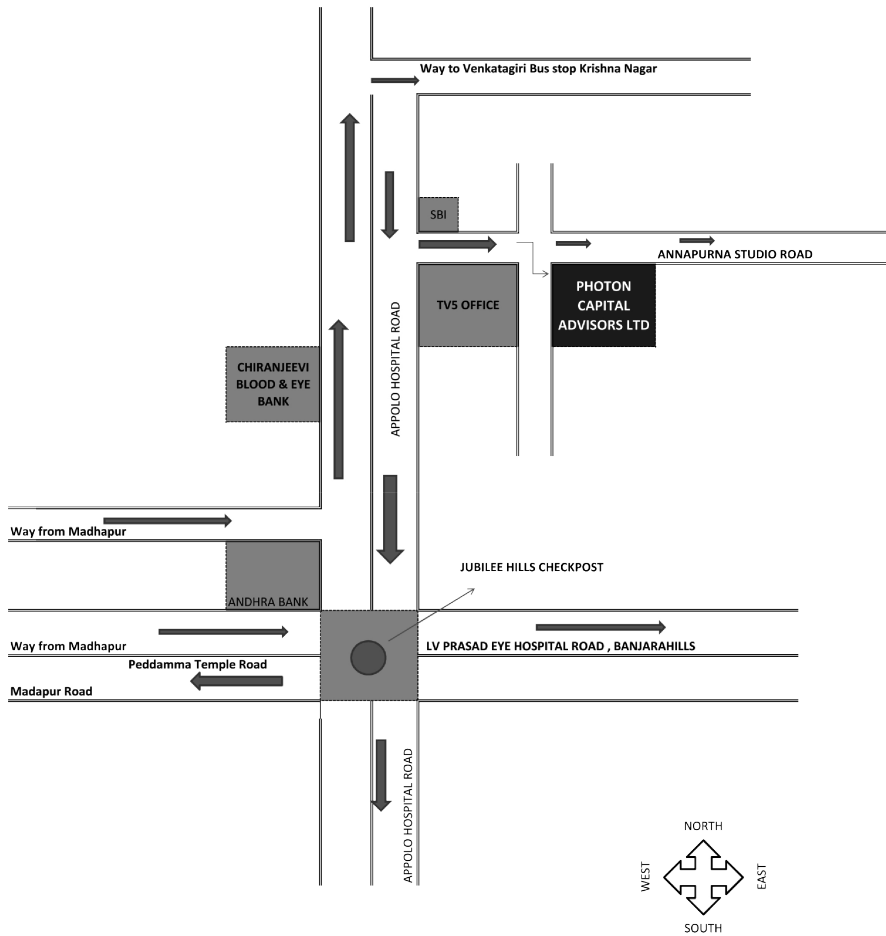 Way to Venkatagiri Bus stop Krishna Nagar
SBI
ANNAPURNA STUDIO ROAD
TV5 OFFICE
PHOTON
CAPITAL
ADVISORS LTD
APPOLO HOSPITAL ROAD
CHIRANJEEVI
BLOOD & EYE
BANK
Way from Madhapur
JUBILEE HILLS CHECKPOST
ANDHRA BANK
Way from Madhapur
LV PRASAD EYE HOSPITAL ROAD , BANJARAHILLS
Peddamma Temple Road
Madapur Road
APPOLO HOSPITAL ROAD
NORTH
WEST
EAST
SOUTH